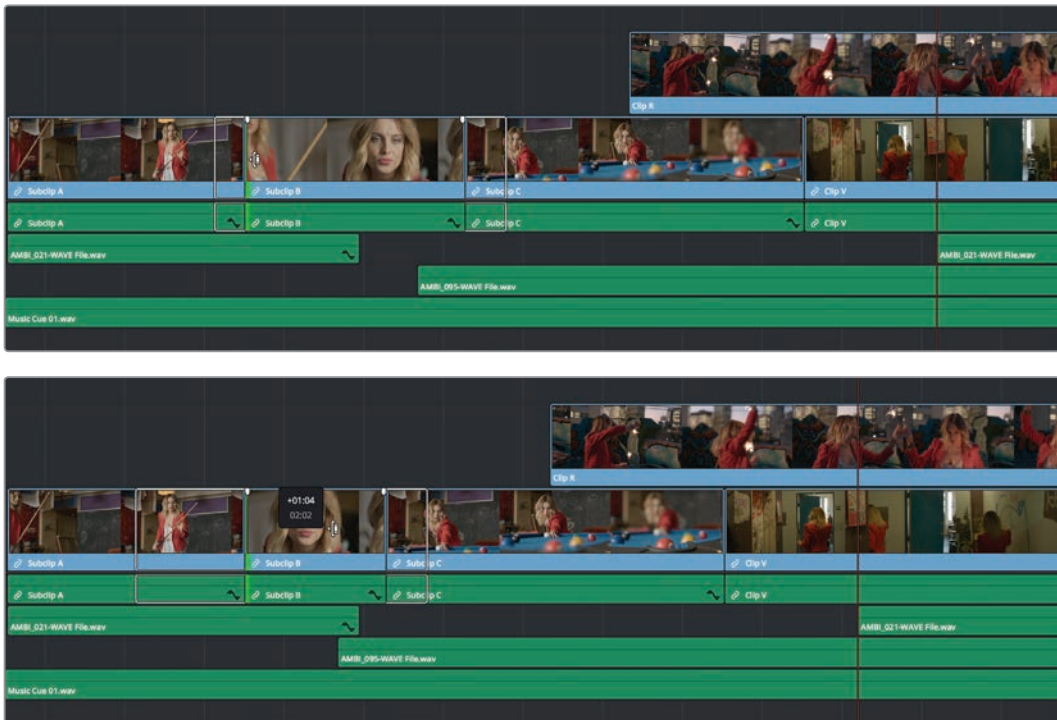 Clip R
Subclip A
Subclip B
Subclip C
Clip V
Subclip A
Subclip B
Subclip C
Clip V
AMBI_021-WAVE File.wav
AMBI_021-WAVE File.wav
AMBI_095-WAVE File.wav
Music Cue 01.wav
Clip R
+01:04
02:02
Subclip A
Subclip B
Subclip C
Clip V
Subclip A
Subclip B
Subclip C
Clip V
AMBI_021-WAVE File.wav
AMBI_021-WAVE File.wav
AMBI_095-WAVE File.wav
Music Cue 01.wav